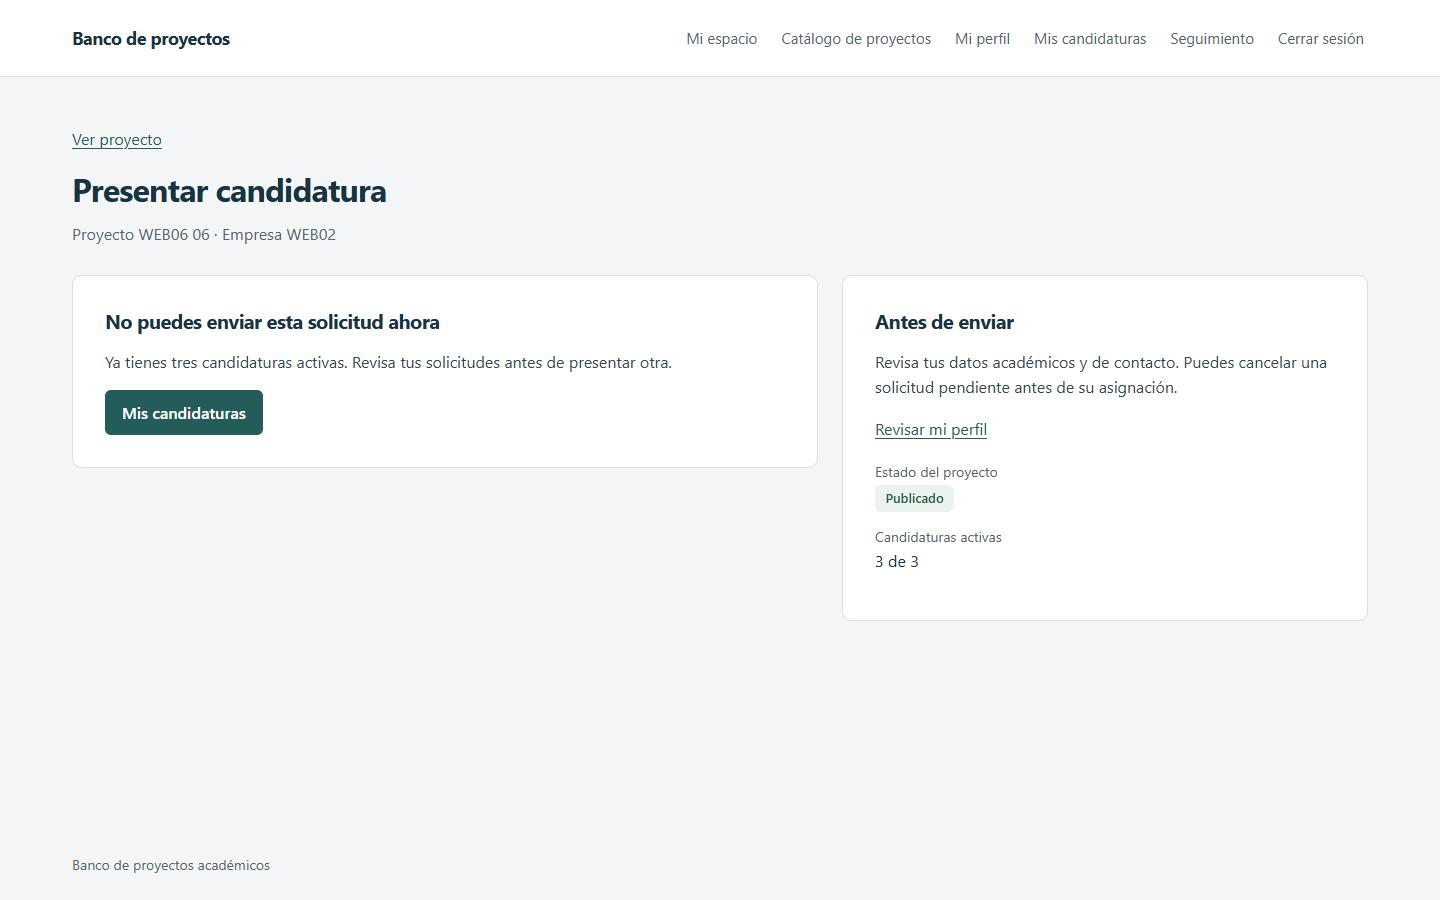 Banco de proyectos
Mi espacio
Catálogo de proyectos
Mi perfil
Mis candidaturas
Seguimiento
Cerrar sesión
Ver proyecto
Presentar candidatura
Proyecto WEB06 06 · Empresa WEB02
No puedes enviar esta solicitud ahora
Ya tienes tres candidaturas activas. Revisa tus solicitudes antes de presentar otra.
Mis candidaturas
Antes de enviar
Revisa tus datos académicos y de contacto. Puedes cancelar una
solicitud pendiente antes de su asignación.
Revisar mi perfil
Estado del proyecto
Publicado
Candidaturas activas
3 de 3
Banco de proyectos académicos